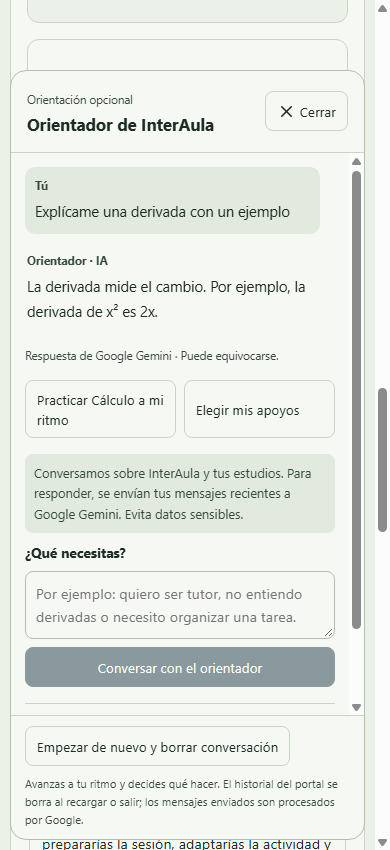 Orientación opcional
Orientador de InterAula
Cerrar
Tú
Explícame una derivada con un ejemplo
Orientador · IA
La derivada mide el cambio. Por ejemplo, la
derivada de x² es 2x.
Respuesta de Google Gemini · Puede equivocarse.
Practicar Cálculo a mi
ritmo
Elegir mis apoyos
Conversamos sobre InterAula y tus estudios. Para
responder, se envían tus mensajes recientes a
Google Gemini. Evita datos sensibles.
¿Qué necesitas?
Por ejemplo: quiero ser tutor, no entiendo
derivadas o necesito organizar una tarea.
Conversar con el orientador
Empezar de nuevo y borrar conversación
Avanzas a tu ritmo y decides qué hacer. El historial del portal se
borra al recargar o salir; los mensajes enviados son procesados
por Google.
prepararías la sesión, adaptarías la actividad y